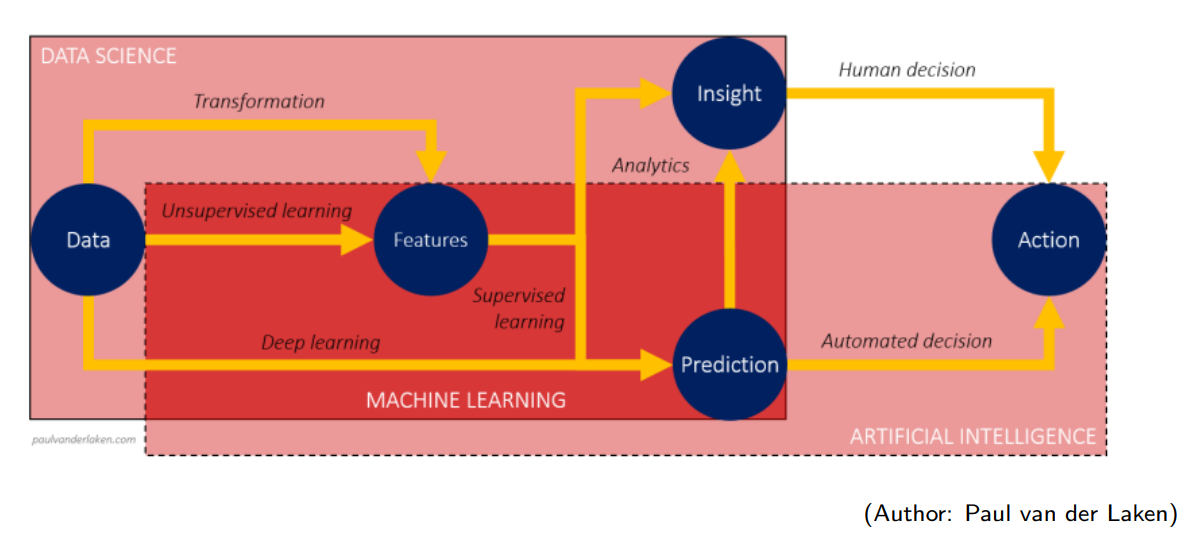 DATA SCIENCE
Transformation
Insight
Human decision
Analytics
Unsupervised learning
Data
Features
Action
Supervised
learning
Deep learning
Prediction
Automated decision
MACHINE LEARNING
paulvanderlaken.com
ARTIFICIAL INTELLIGENCE
(Author: Paul van der Laken)